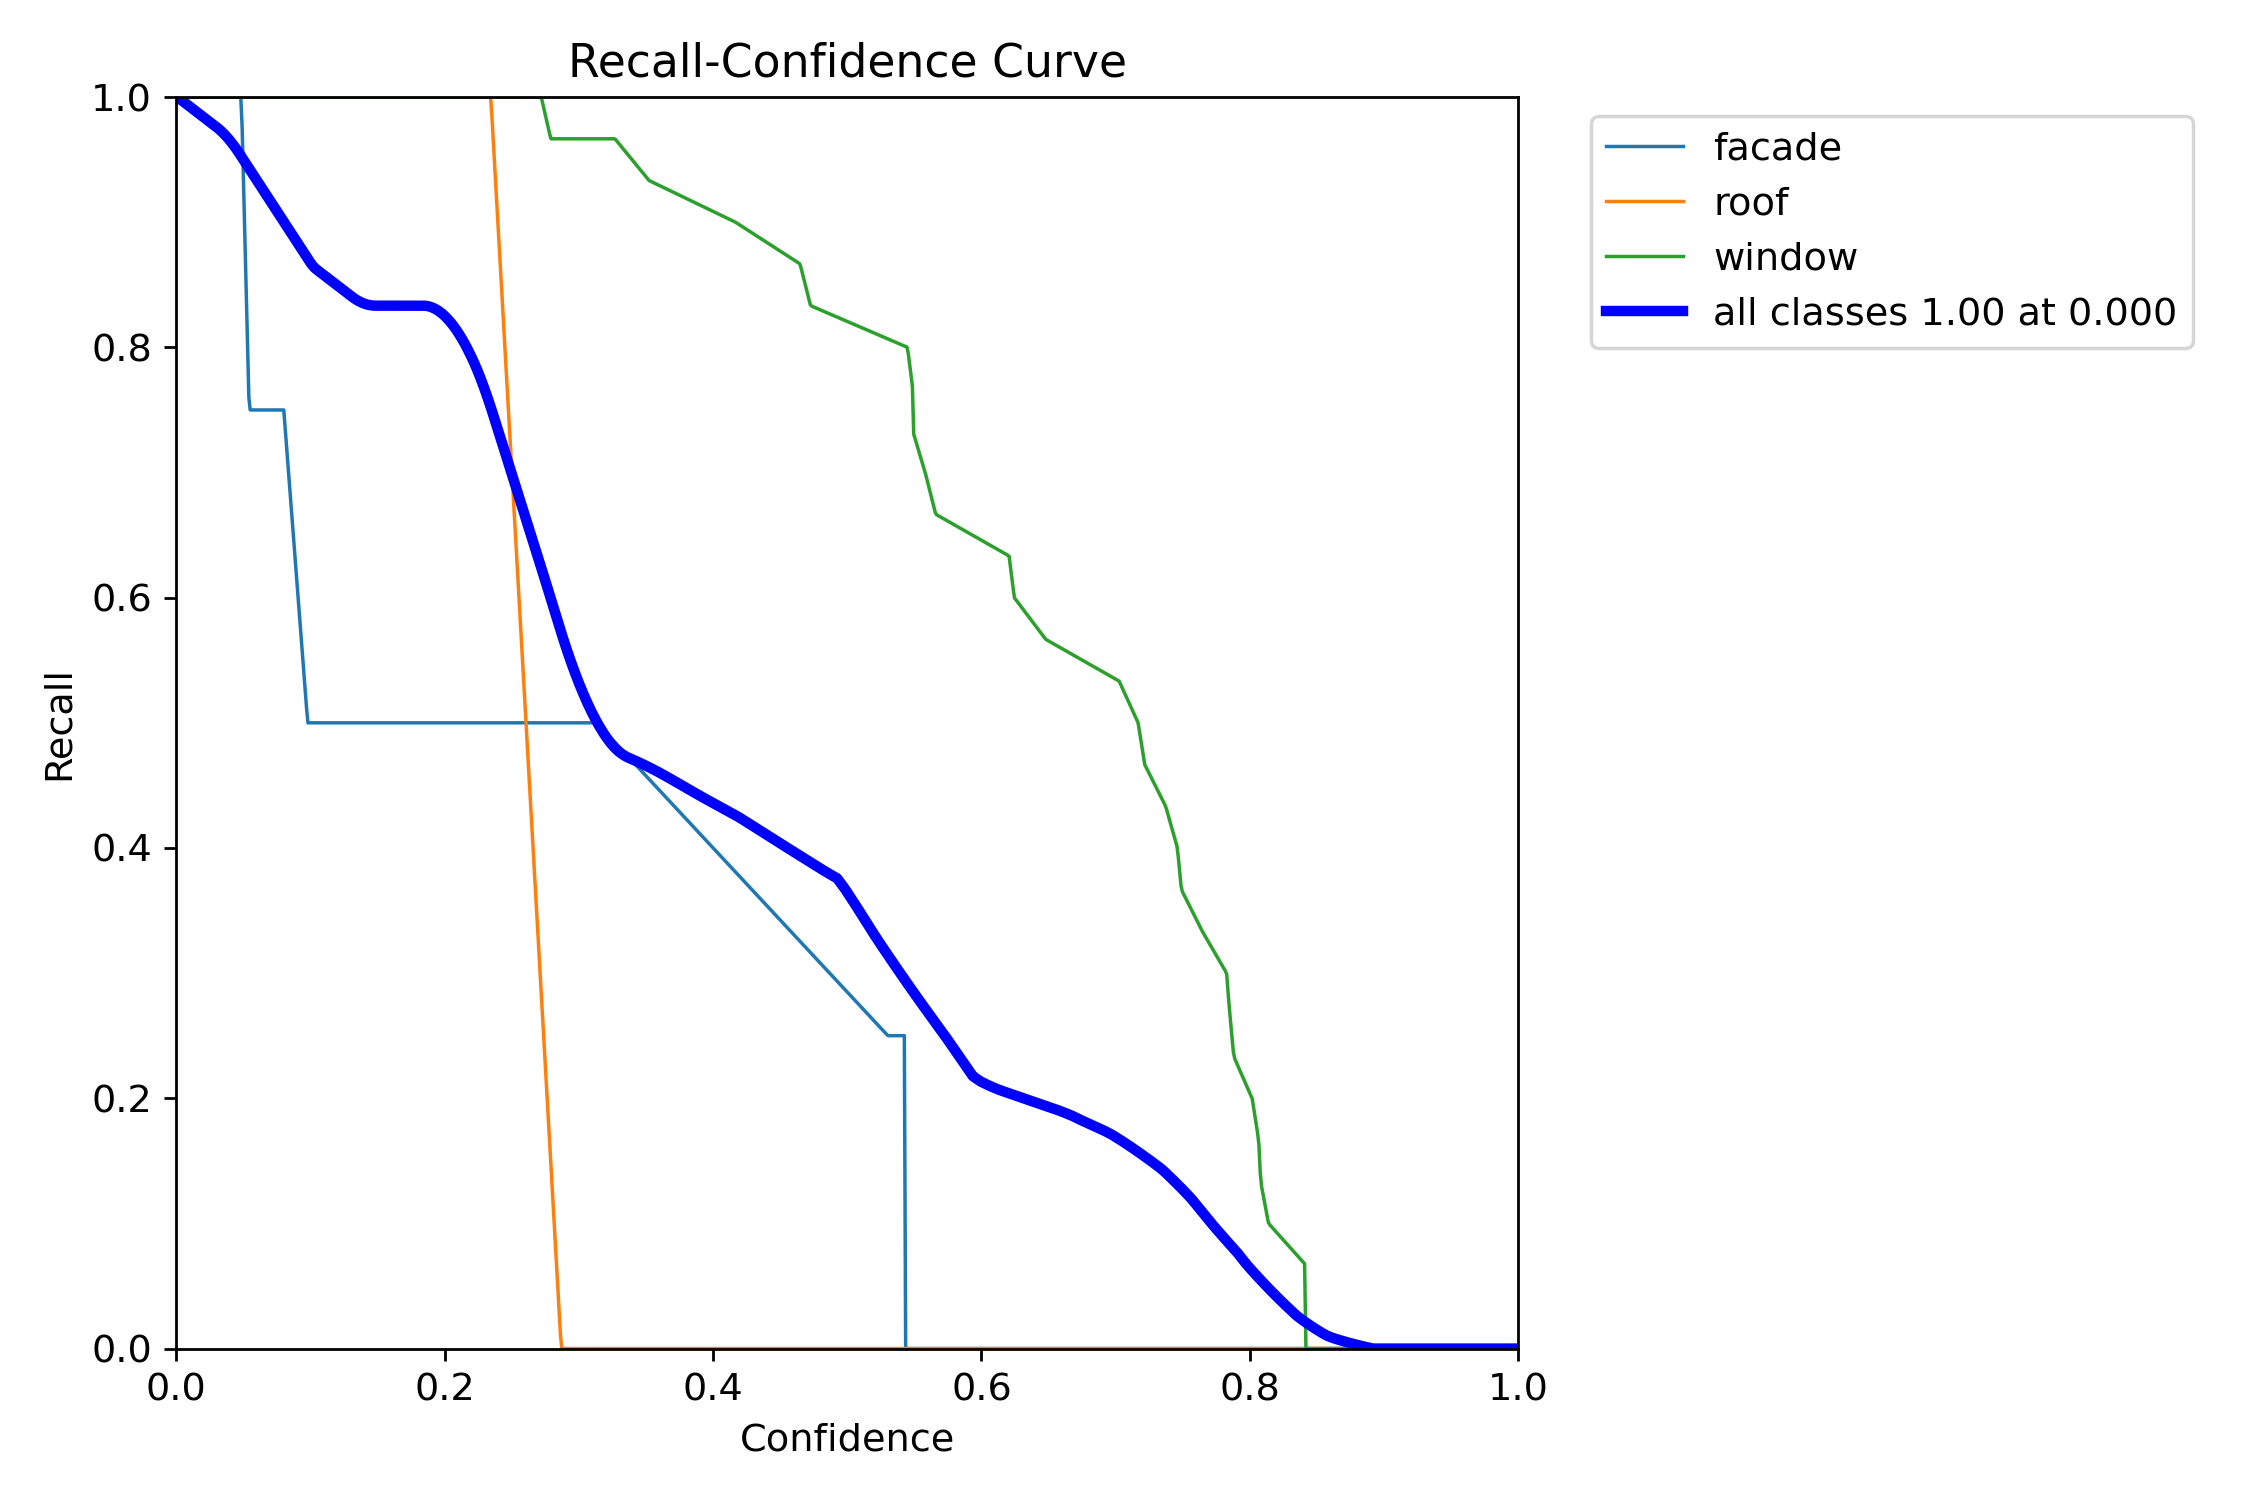 Recall-Confidence Curve
1.0
0.8
0.6
0.4
0.2
0.0
Recall
0.0 0.2 0.4 0.6 0.8 1.0
Confidence
facade
roof
window
all classes 1.00 at 0.000